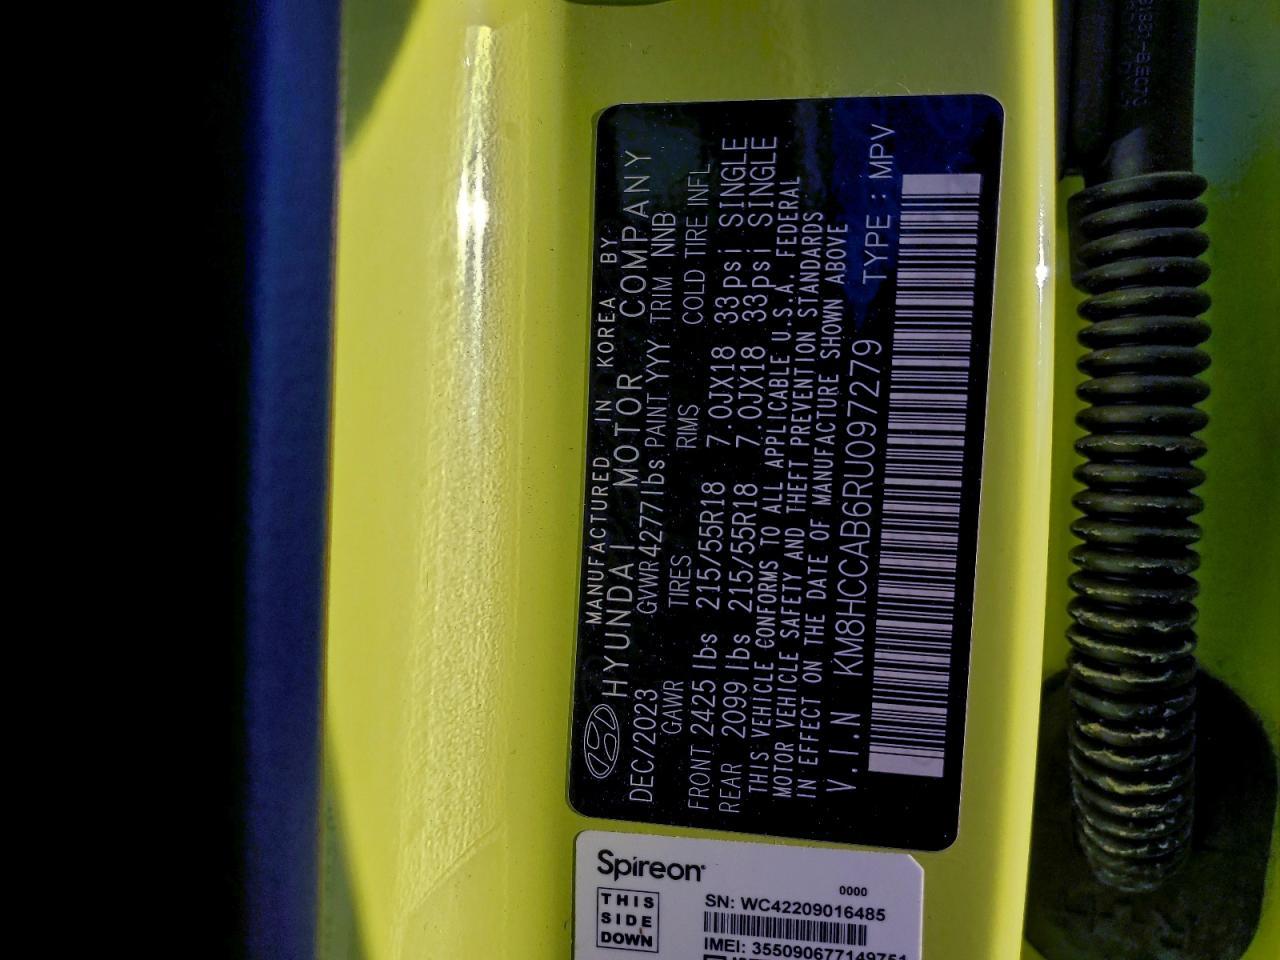 MANUFACTURED IN KOREA BY
HYUNDAI MOTOR COMPANY
DEC/2023 GVWR 4277lbs PAINT YYY TRIM NNB
GAWR TIRES RIMS COLD TIRE INFL
FRONT 2425 lbs 215/55R18 7.0JX18 33psi SINGLE
REAR 2099 lbs 215/55R18 7.0JX18 33psi SINGLE
THIS VEHICLE CONFORMS TO ALL APPLICABLE U.S.A. FEDERAL
MOTOR VEHICLE SAFETY AND THEFT PREVENTION STANDARDS
IN EFFECT ON THE DATE OF MANUFACTURE SHOWN ABOVE
V.I.N KM8HCCAB6RU097279 TYPE : MPV
Spireon
THIS
SIDE
DOWN
0000
SN: WC42209016485
IMEI: 355090677149751